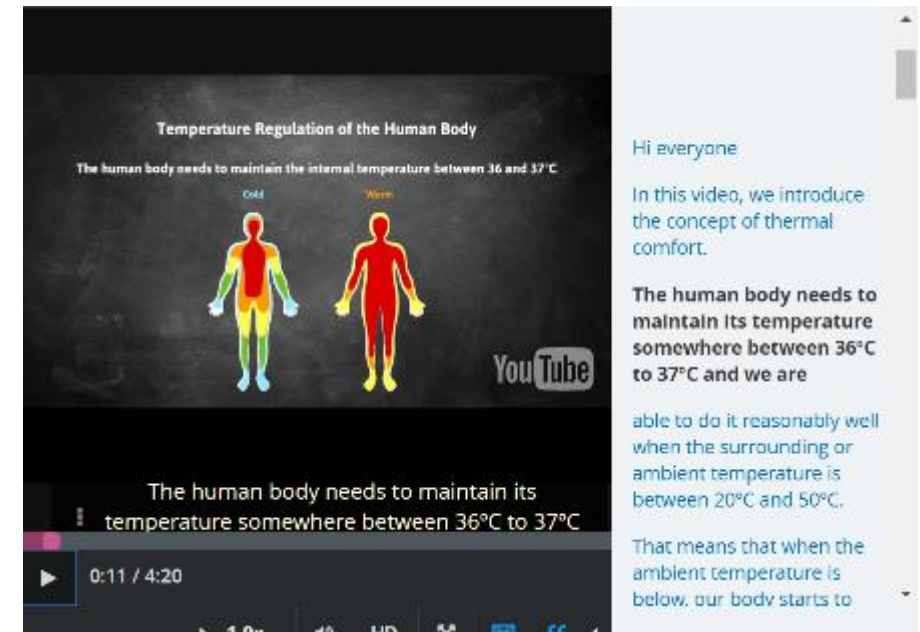 Temperature Regulation of the Human Body
The human body needs to maintain the internal temperature between 36 and 37°C
Cold
Warm
YouTube
The human body needs to maintain its
temperature somewhere between 36°C to 37°C
0:11 / 4:20
1.0x
HD
Hi everyone
In this video, we introduce
the concept of thermal
comfort.
The human body needs to
maintain its temperature
somewhere between 36°C
to 37°C and we are
able to do it reasonably well
when the surrounding or
ambient temperature is
between 20°C and 50°C.
That means that when the
ambient temperature is
below, our body starts to